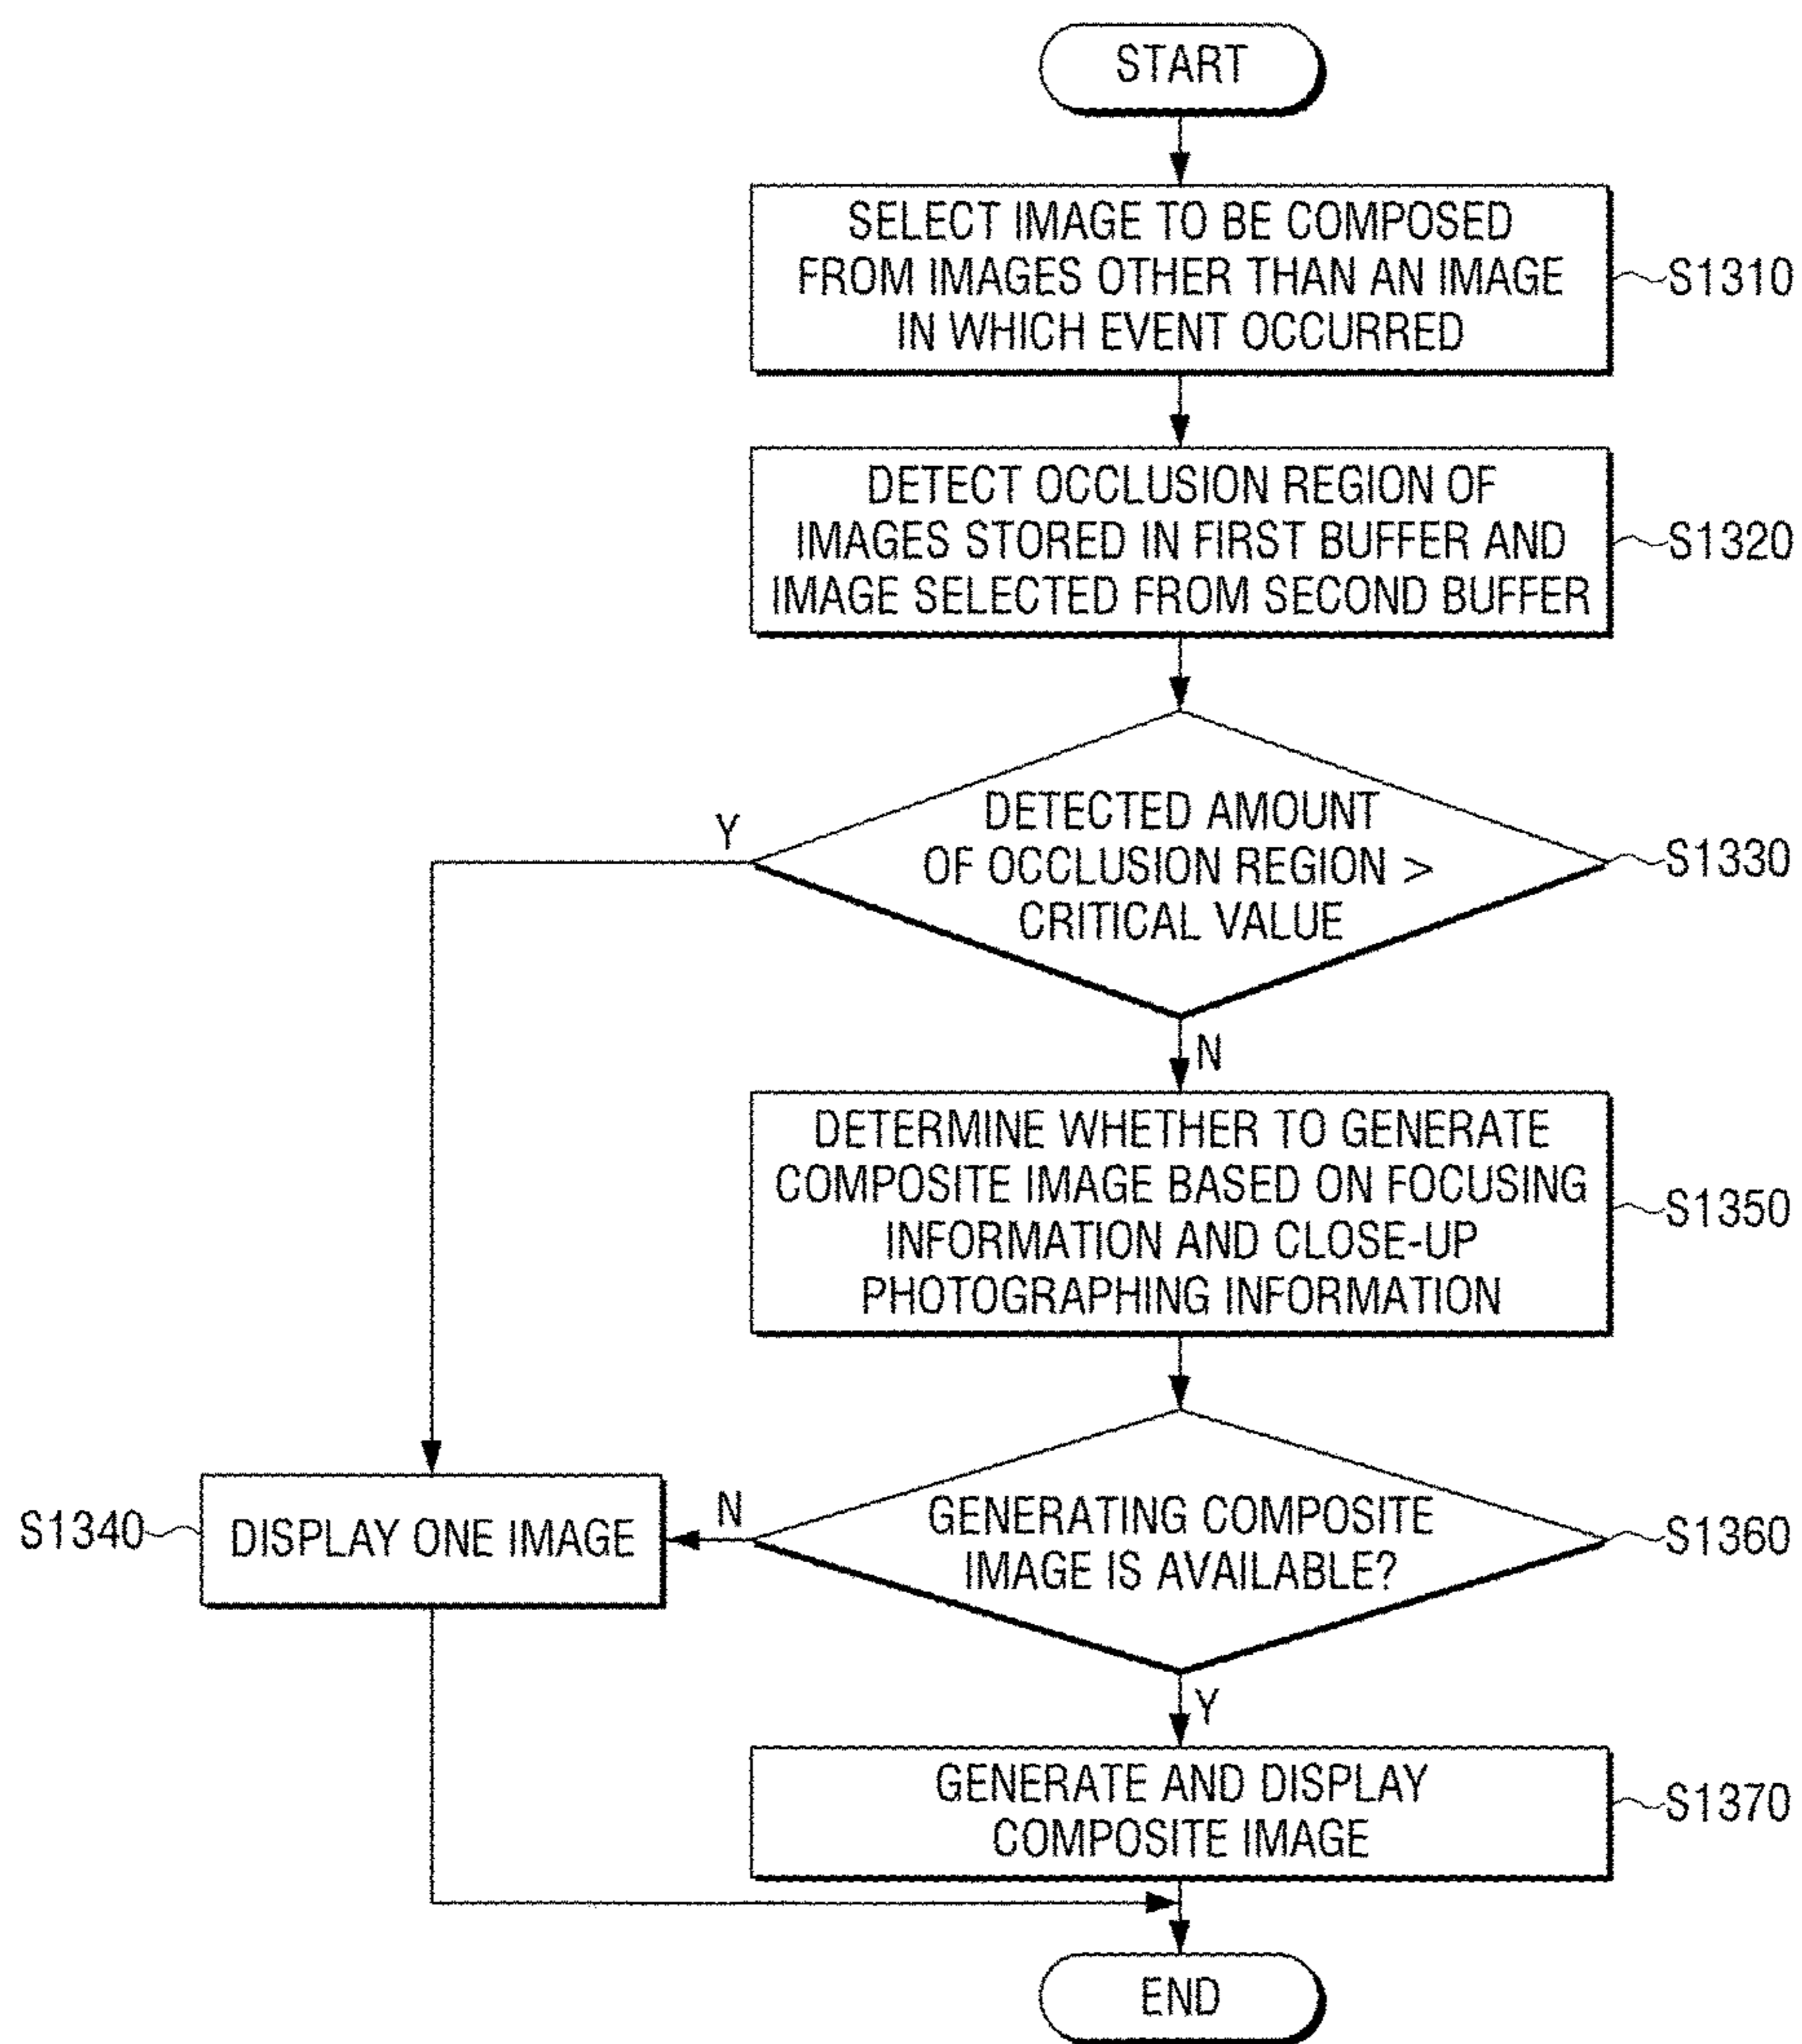 START
SELECT IMAGE TO BE COMPOSED
FROM IMAGES OTHER THAN AN IMAGE
IN WHICH EVENT OCCURRED
S1310
DETECT OCCLUSION REGION OF
IMAGES STORED IN FIRST BUFFER AND
IMAGE SELECTED FROM SECOND BUFFER
S1320
DETECTED AMOUNT
OF OCCLUSION REGION >
CRITICAL VALUE
S1330
Y
N
DETERMINE WHETHER TO GENERATE
COMPOSITE IMAGE BASED ON FOCUSING
INFORMATION AND CLOSE-UP
PHOTOGRAPHING INFORMATION
S1350
S1340
DISPLAY ONE IMAGE
N
GENERATING COMPOSITE
IMAGE IS AVAILABLE?
S1360
Y
GENERATE AND DISPLAY
COMPOSITE IMAGE
S1370
END